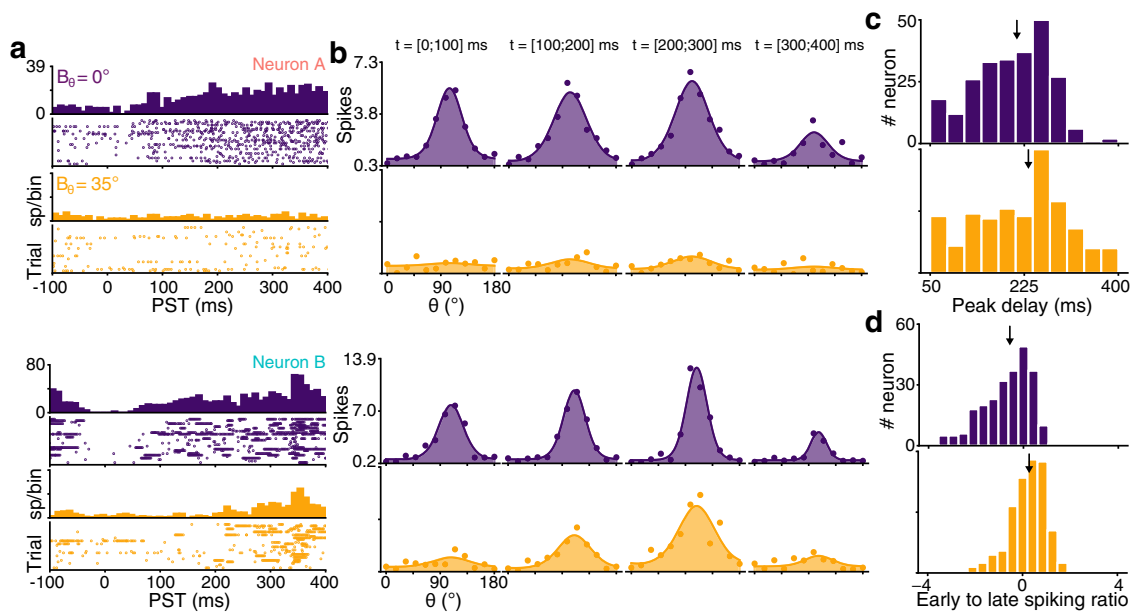 a
39
0
B_θ = 0°
Neuron A
B_θ = 35°
sp/bin
Trial
-100 0 100 200 300 400
PST (ms)
80
0
Neuron B
sp/bin
Trial
-100 0 100 200 300 400
PST (ms)
b
t = [0;100] ms t = [100;200] ms t = [200;300] ms t = [300;400] ms
7.3
3.8
0.3
Spikes
0 90 180
θ (°)
13.9
7.0
0.2
Spikes
0 90 180
θ (°)
c
50
25
0
# neuron
50 225 400
Peak delay (ms)
d
60
30
0
# neuron
−4 0 4
Early to late spiking ratio